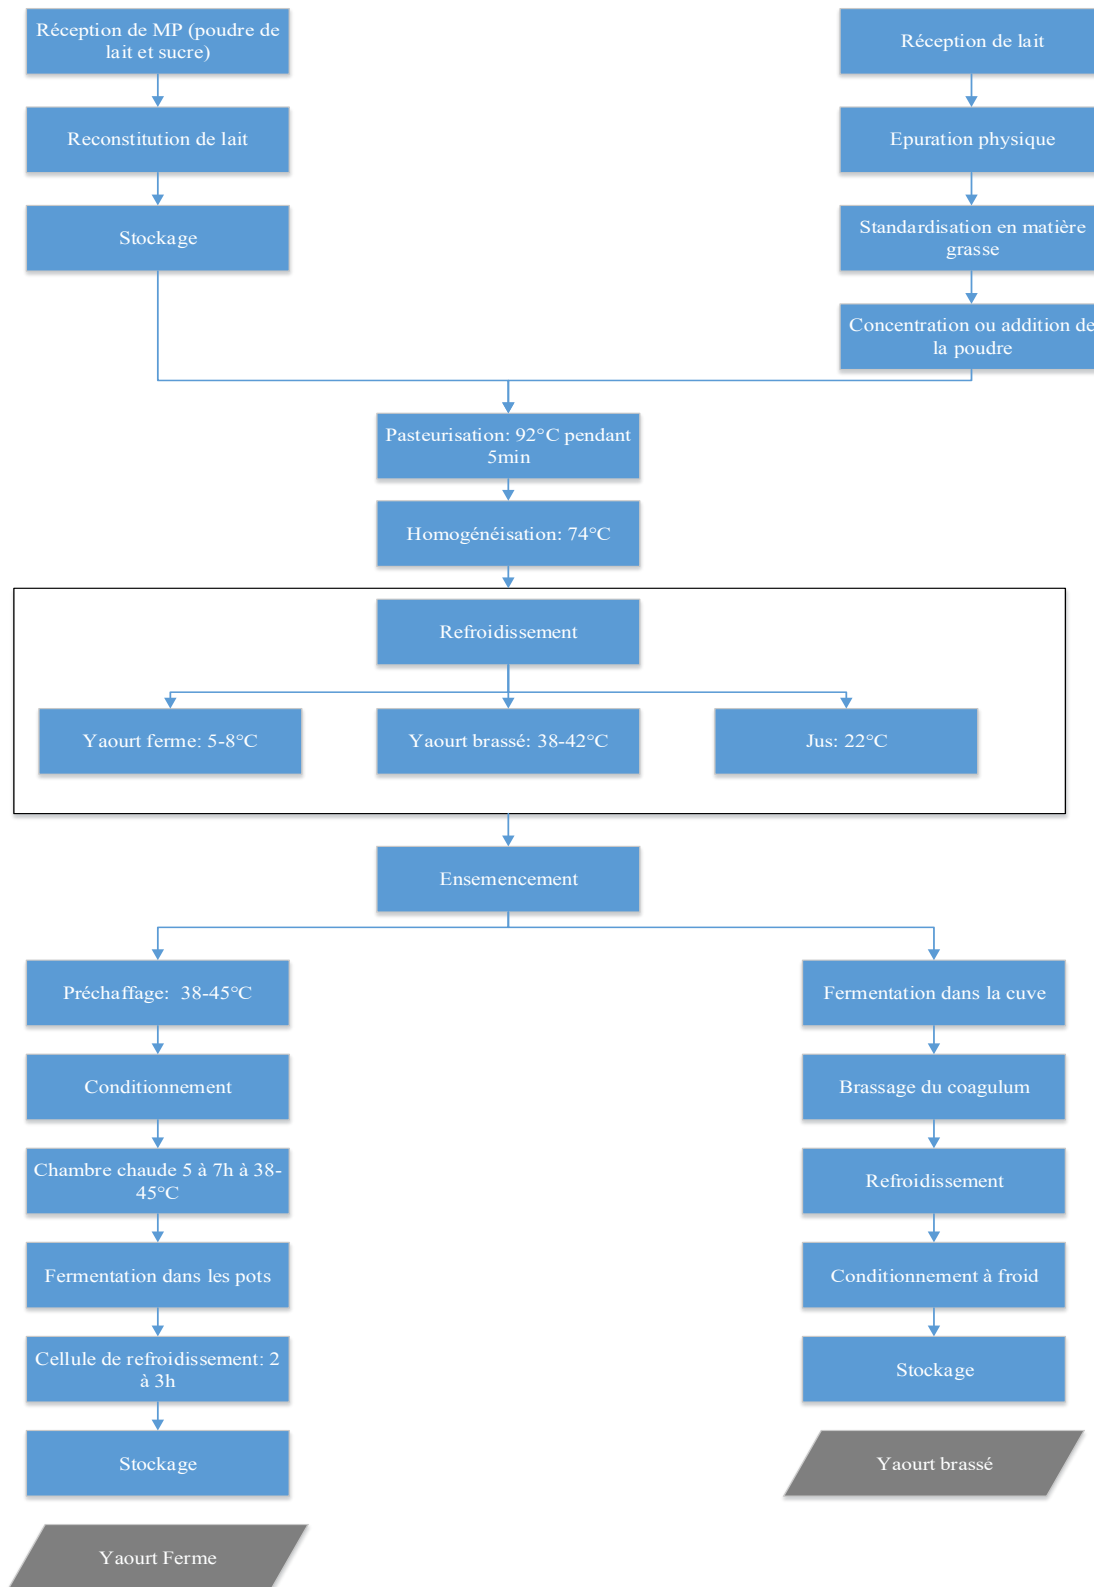 Réception de MP (poudre de
lait et sucre)
Réception de lait
Reconstitution de lait
Epuration physique
Stockage
Standardisation en matière
grasse
Concentration ou addition de
la poudre
Pasteurisation: 92°C pendant
5min
Homogénéisation: 74°C
Refroidissement
Yaourt ferme: 5-8°C
Yaourt brassé: 38-42°C
Jus: 22°C
Ensemencement
Préchaffage:  38-45°C
Fermentation dans la cuve
Conditionnement
Brassage du coagulum
Chambre chaude 5 à 7h à 38-
45°C
Refroidissement
Fermentation dans les pots
Conditionnement à froid
Cellule de refroidissement: 2
à 3h
Stockage
Stockage
Yaourt brassé
Yaourt Ferme